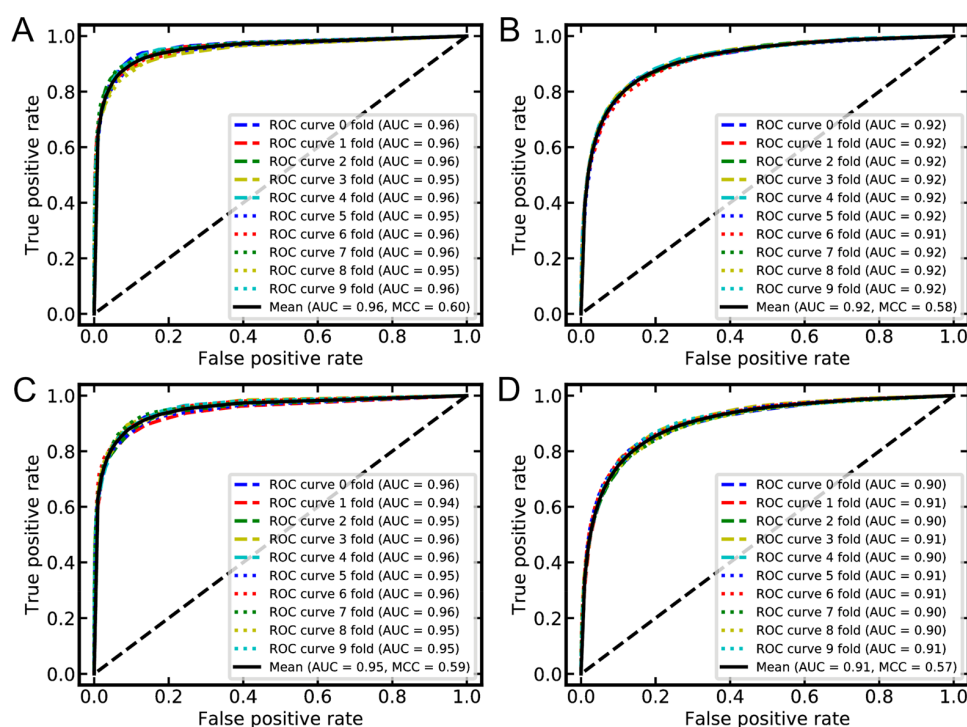 A
1.0
0.8
0.6
0.4
0.2
0.0
True positive rate
ROC curve 0 fold (AUC = 0.96)
ROC curve 1 fold (AUC = 0.96)
ROC curve 2 fold (AUC = 0.96)
ROC curve 3 fold (AUC = 0.95)
ROC curve 4 fold (AUC = 0.96)
ROC curve 5 fold (AUC = 0.95)
ROC curve 6 fold (AUC = 0.96)
ROC curve 7 fold (AUC = 0.96)
ROC curve 8 fold (AUC = 0.95)
ROC curve 9 fold (AUC = 0.96)
Mean (AUC = 0.96, MCC = 0.60)
0.0 0.2 0.4 0.6 0.8 1.0
False positive rate
B
1.0
0.8
0.6
0.4
0.2
0.0
True positive rate
ROC curve 0 fold (AUC = 0.92)
ROC curve 1 fold (AUC = 0.92)
ROC curve 2 fold (AUC = 0.92)
ROC curve 3 fold (AUC = 0.92)
ROC curve 4 fold (AUC = 0.92)
ROC curve 5 fold (AUC = 0.92)
ROC curve 6 fold (AUC = 0.91)
ROC curve 7 fold (AUC = 0.92)
ROC curve 8 fold (AUC = 0.92)
ROC curve 9 fold (AUC = 0.92)
Mean (AUC = 0.92, MCC = 0.58)
0.0 0.2 0.4 0.6 0.8 1.0
False positive rate
C
1.0
0.8
0.6
0.4
0.2
0.0
True positive rate
ROC curve 0 fold (AUC = 0.96)
ROC curve 1 fold (AUC = 0.94)
ROC curve 2 fold (AUC = 0.95)
ROC curve 3 fold (AUC = 0.96)
ROC curve 4 fold (AUC = 0.96)
ROC curve 5 fold (AUC = 0.95)
ROC curve 6 fold (AUC = 0.96)
ROC curve 7 fold (AUC = 0.96)
ROC curve 8 fold (AUC = 0.95)
ROC curve 9 fold (AUC = 0.95)
Mean (AUC = 0.95, MCC = 0.59)
0.0 0.2 0.4 0.6 0.8 1.0
False positive rate
D
1.0
0.8
0.6
0.4
0.2
0.0
True positive rate
ROC curve 0 fold (AUC = 0.90)
ROC curve 1 fold (AUC = 0.91)
ROC curve 2 fold (AUC = 0.90)
ROC curve 3 fold (AUC = 0.91)
ROC curve 4 fold (AUC = 0.90)
ROC curve 5 fold (AUC = 0.91)
ROC curve 6 fold (AUC = 0.91)
ROC curve 7 fold (AUC = 0.90)
ROC curve 8 fold (AUC = 0.90)
ROC curve 9 fold (AUC = 0.91)
Mean (AUC = 0.91, MCC = 0.57)
0.0 0.2 0.4 0.6 0.8 1.0
False positive rate